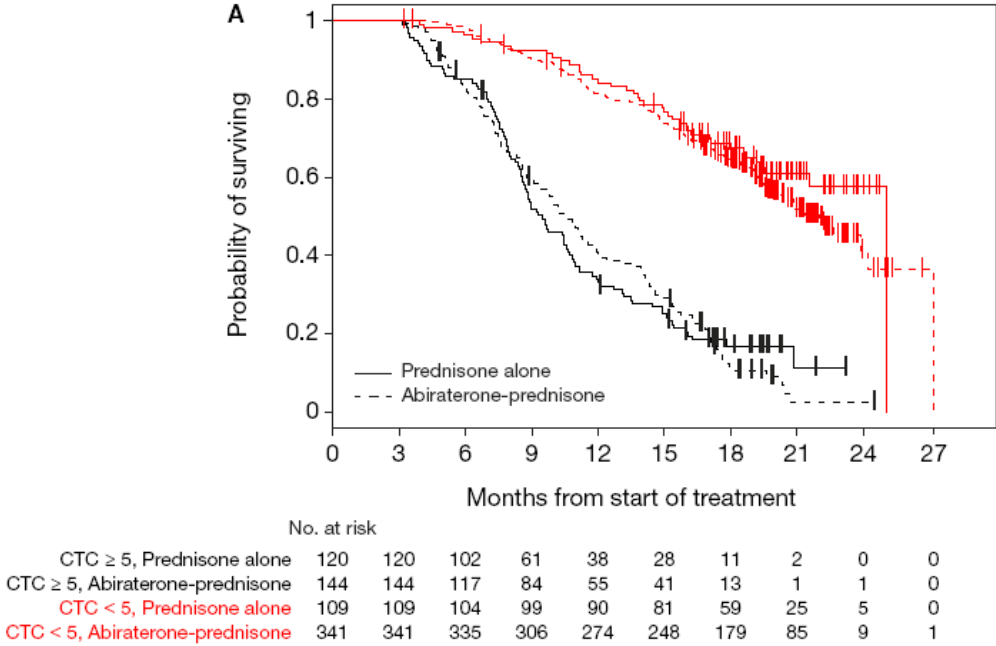 A
Probability of surviving
1
0.8
0.6
0.4
0.2
0
Prednisone alone
Abiraterone-prednisone
0 3 6 9 12 15 18 21 24 27
Months from start of treatment
No. at risk
CTC ≥ 5, Prednisone alone 120 120 102 61 38 28 11 2 0 0
CTC ≥ 5, Abiraterone-prednisone 144 144 117 84 55 41 13 1 1 0
CTC < 5, Prednisone alone 109 109 104 99 90 81 59 25 5 0
CTC < 5, Abiraterone-prednisone 341 341 335 306 274 248 179 85 9 1